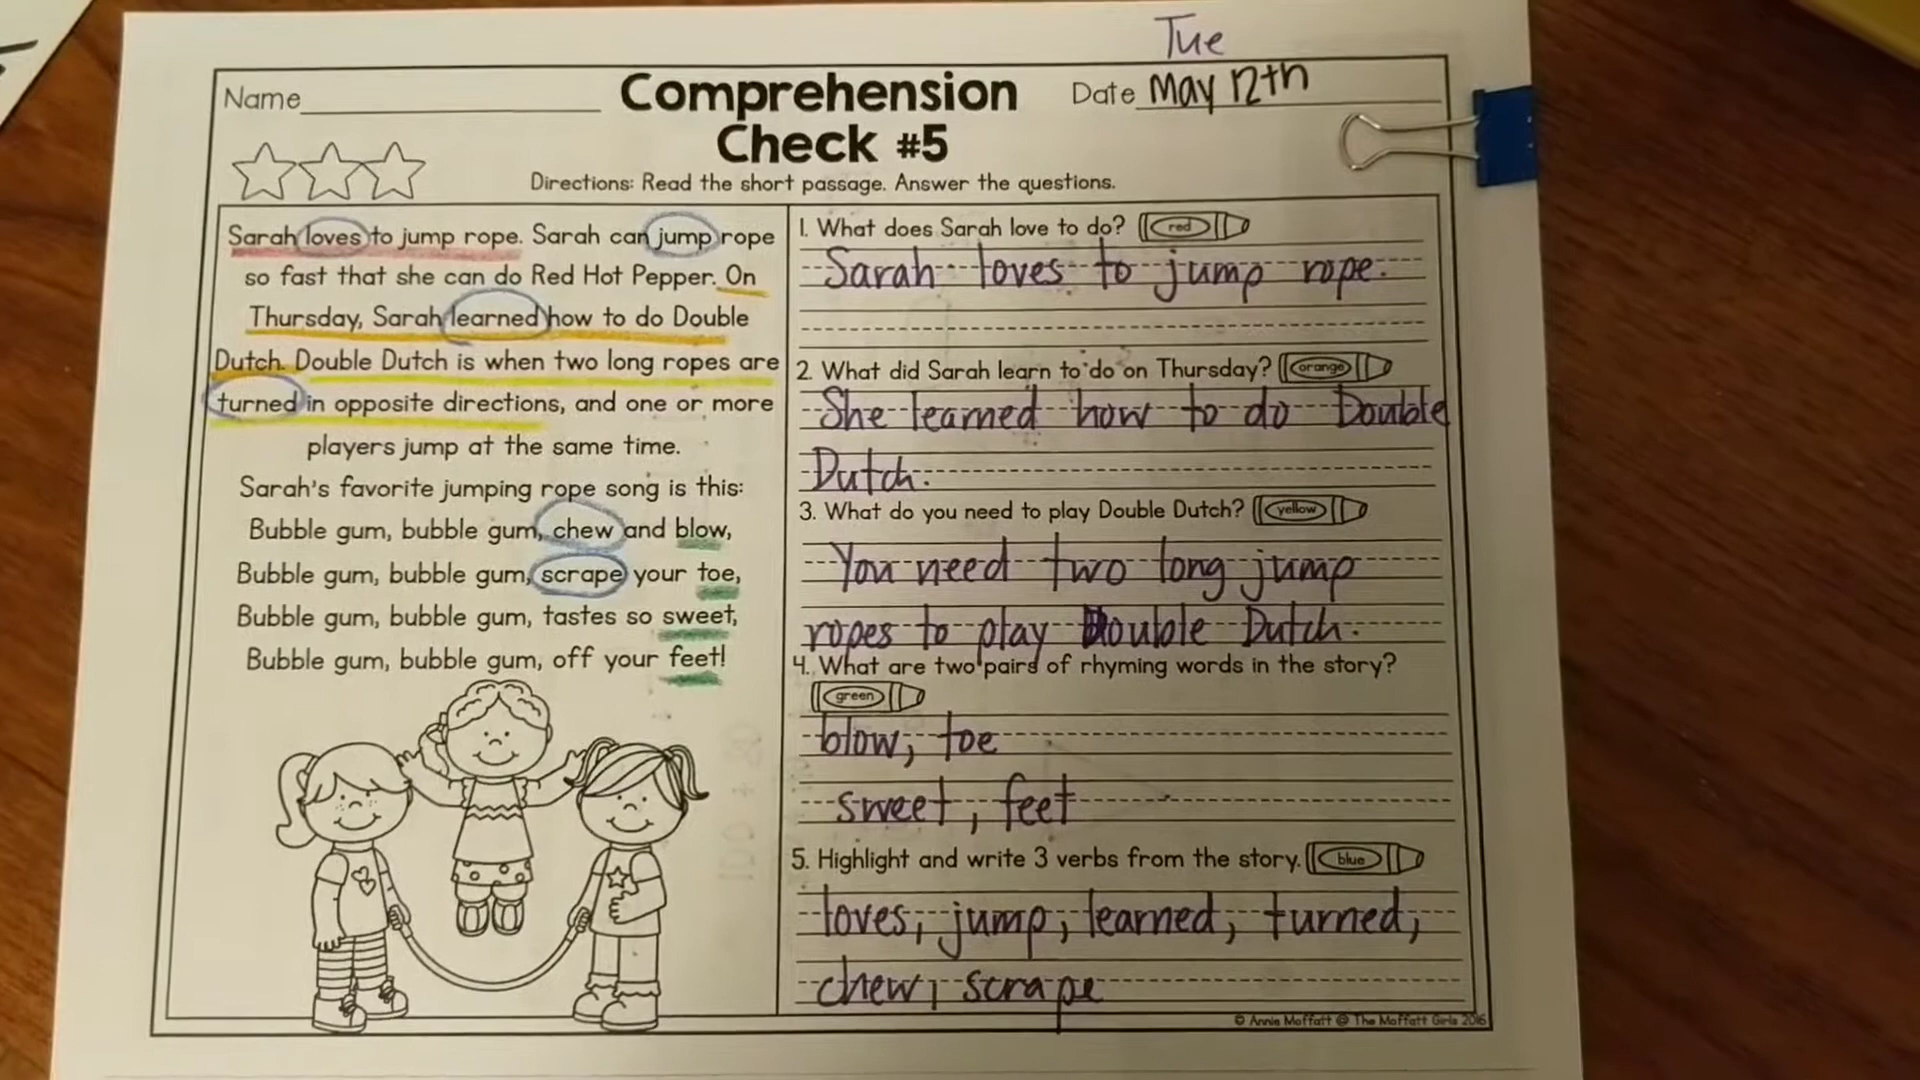 Tue
Name
Comprehension
Date May 12th
Check #5
Directions: Read the short passage. Answer the questions.
Sarah loves to jump rope. Sarah can jump rope
so fast that she can do Red Hot Pepper. On
Thursday, Sarah learned how to do Double
Dutch. Double Dutch is when two long ropes are
turned in opposite directions, and one or more
players jump at the same time.
Sarah's favorite jumping rope song is this:
Bubble gum, bubble gum, chew and blow,
Bubble gum, bubble gum, scrape your toe,
Bubble gum, bubble gum, tastes so sweet,
Bubble gum, bubble gum, off your feet!
1. What does Sarah love to do? red
Sarah loves to jump rope.
2. What did Sarah learn to do on Thursday? orange
She learned how to do Double
Dutch.
3. What do you need to play Double Dutch? yellow
You need two long jump
ropes to play Double Dutch.
4. What are two pairs of rhyming words in the story?
green
blow, toe
sweet, feet
5. Highlight and write 3 verbs from the story. blue
loves, jump, learned, turned,
chew, scrape
© Annie Moffatt @ The Moffatt Girls 2016